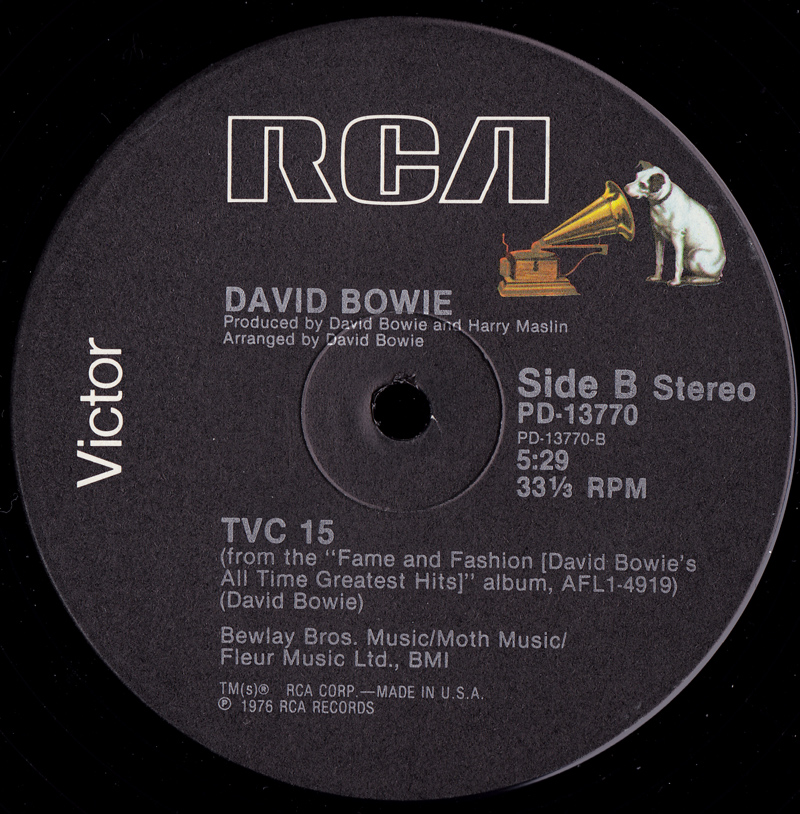 RCA
Victor
DAVID BOWIE
Produced by David Bowie and Harry Maslin
Arranged by David Bowie
Side B Stereo
PD-13770
PD-13770-B
5:29
33⅓ RPM
TVC 15
(from the "Fame and Fashion [David Bowie's
All Time Greatest Hits]" album, AFL1-4919)
(David Bowie)
Bewlay Bros. Music/Moth Music/
Fleur Music Ltd., BMI
TM(s)® RCA CORP.—MADE IN U.S.A.
℗ 1976 RCA RECORDS